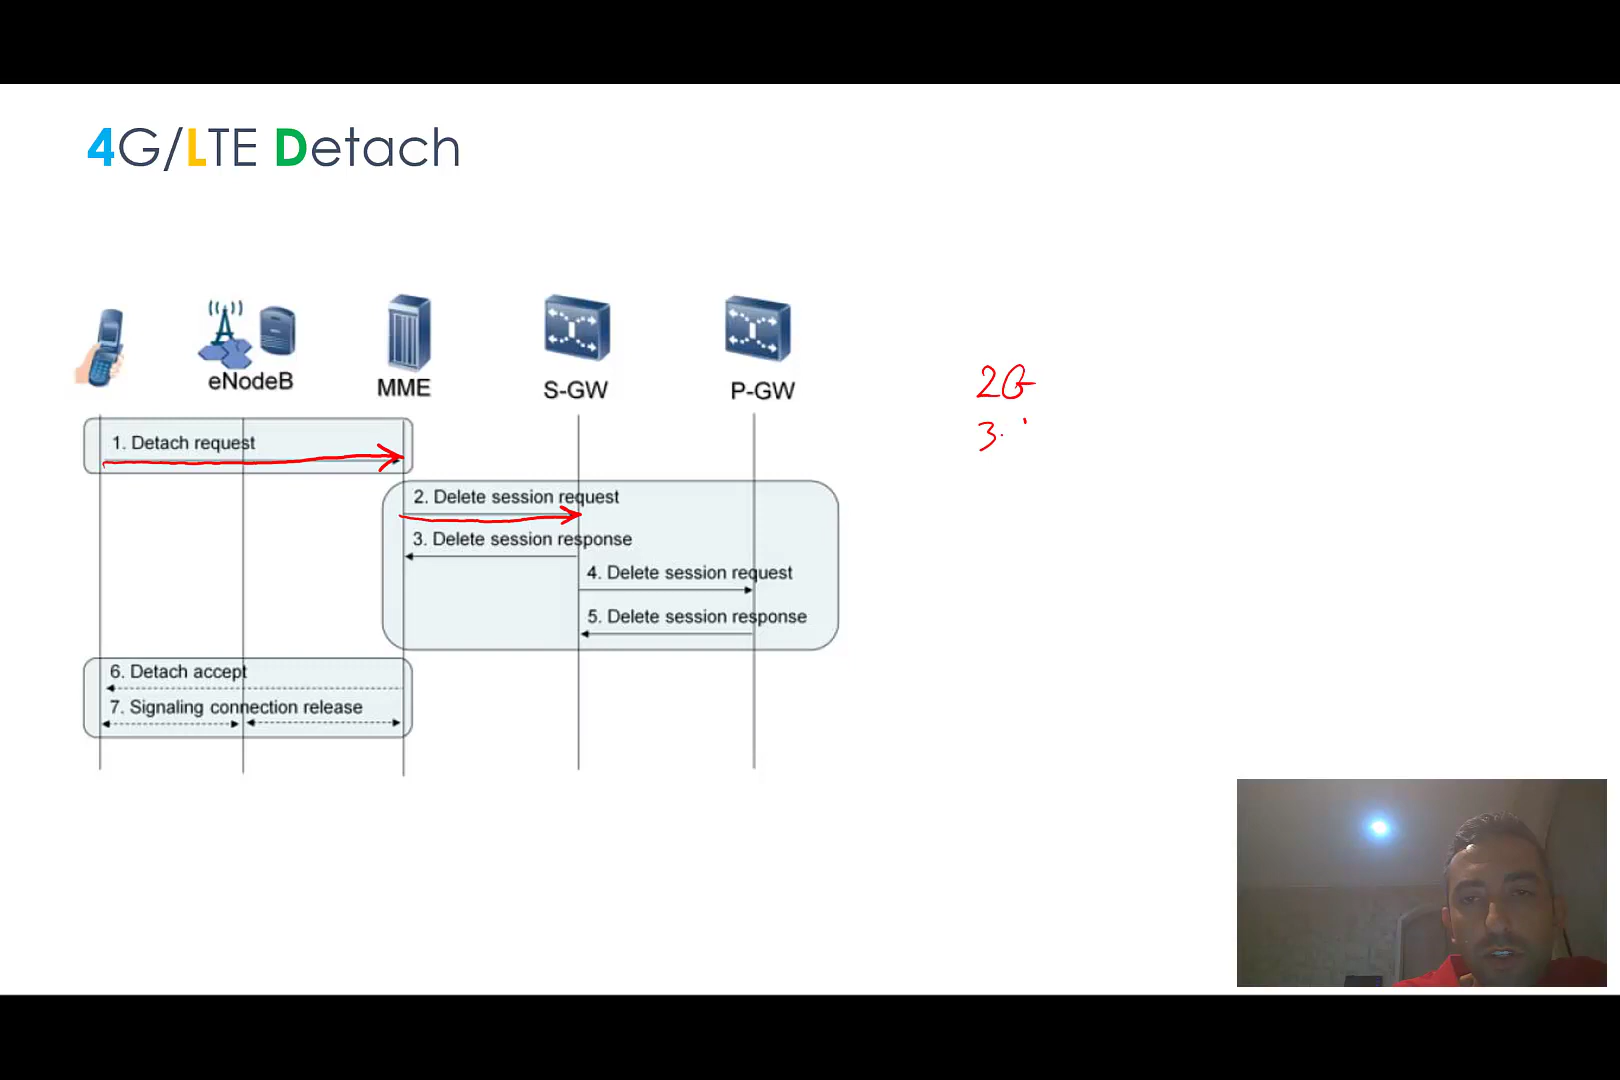 4G/LTE Detach
eNodeB
MME
S-GW
P-GW
2G
3.
1. Detach request
2. Delete session request
3. Delete session response
4. Delete session request
5. Delete session response
6. Detach accept
7. Signaling connection release